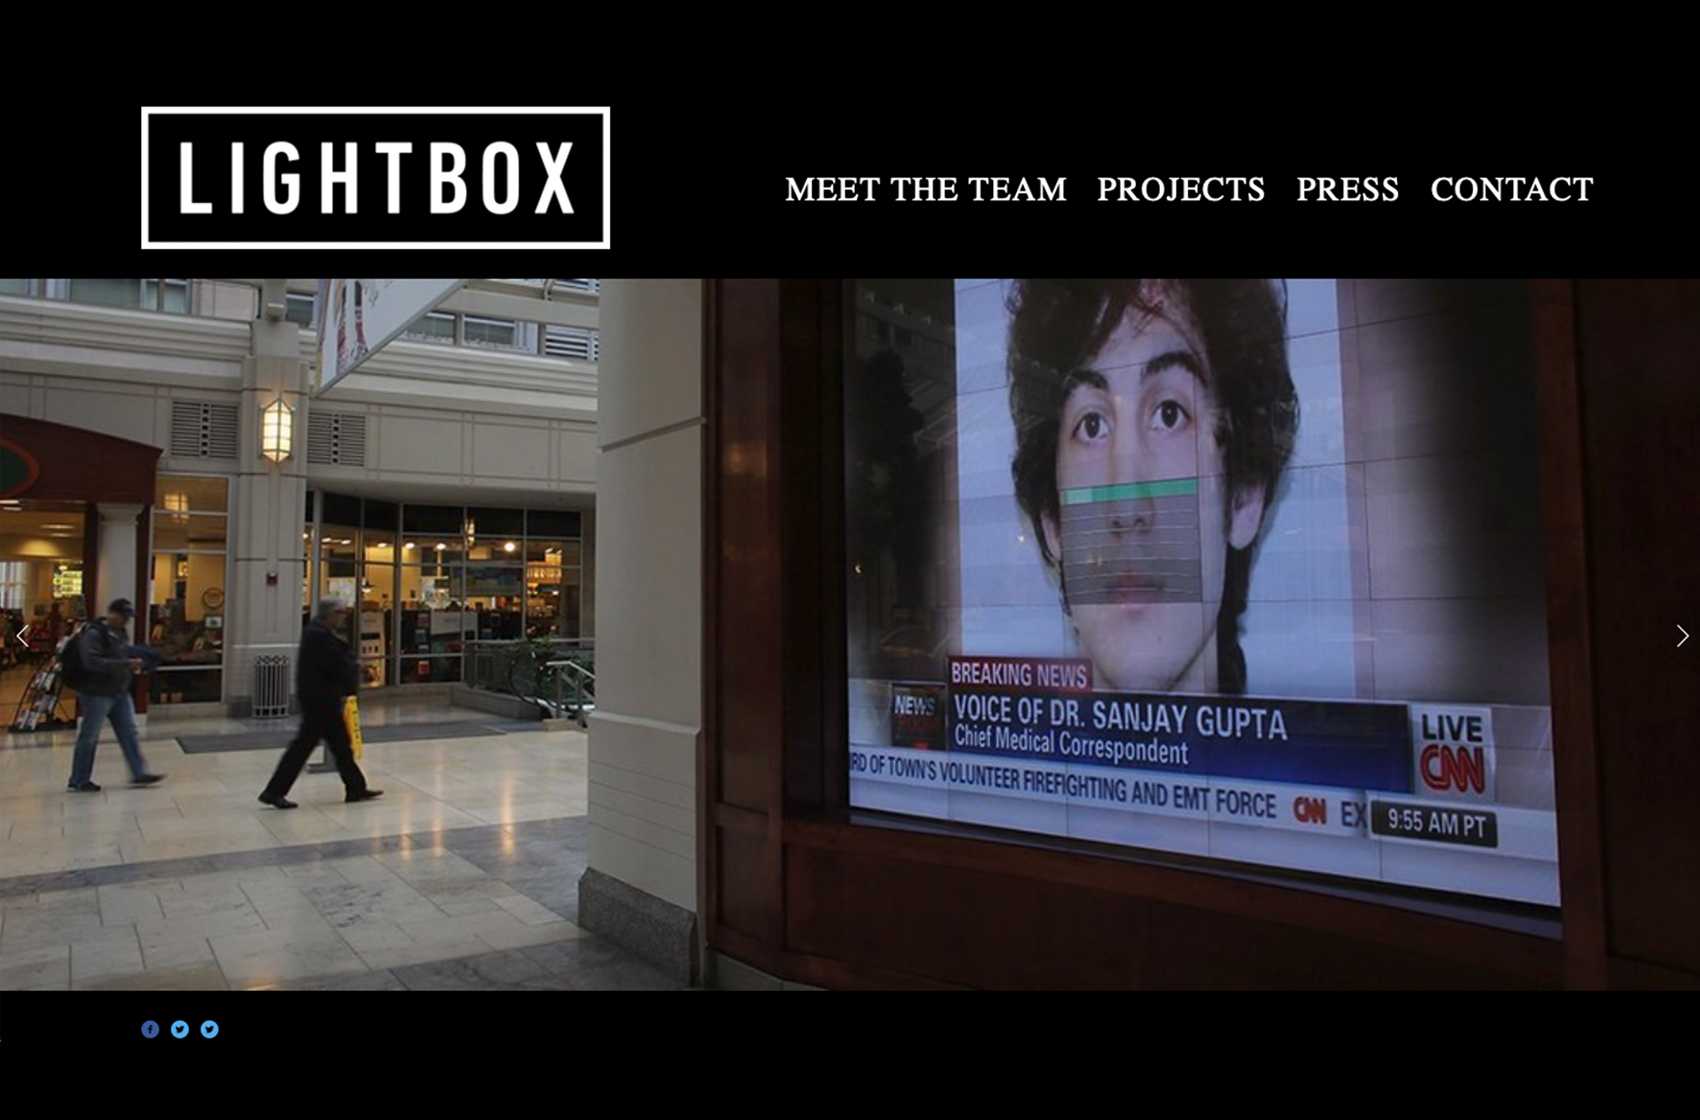 LIGHTBOX
MEET THE TEAM PROJECTS PRESS CONTACT
BREAKING NEWS
NEWS
VOICE OF DR. SANJAY GUPTA
Chief Medical Correspondent
LIVE
CNN
RD OF TOWN'S VOLUNTEER FIREFIGHTING AND EMT FORCE CNN EX
9:55 AM PT